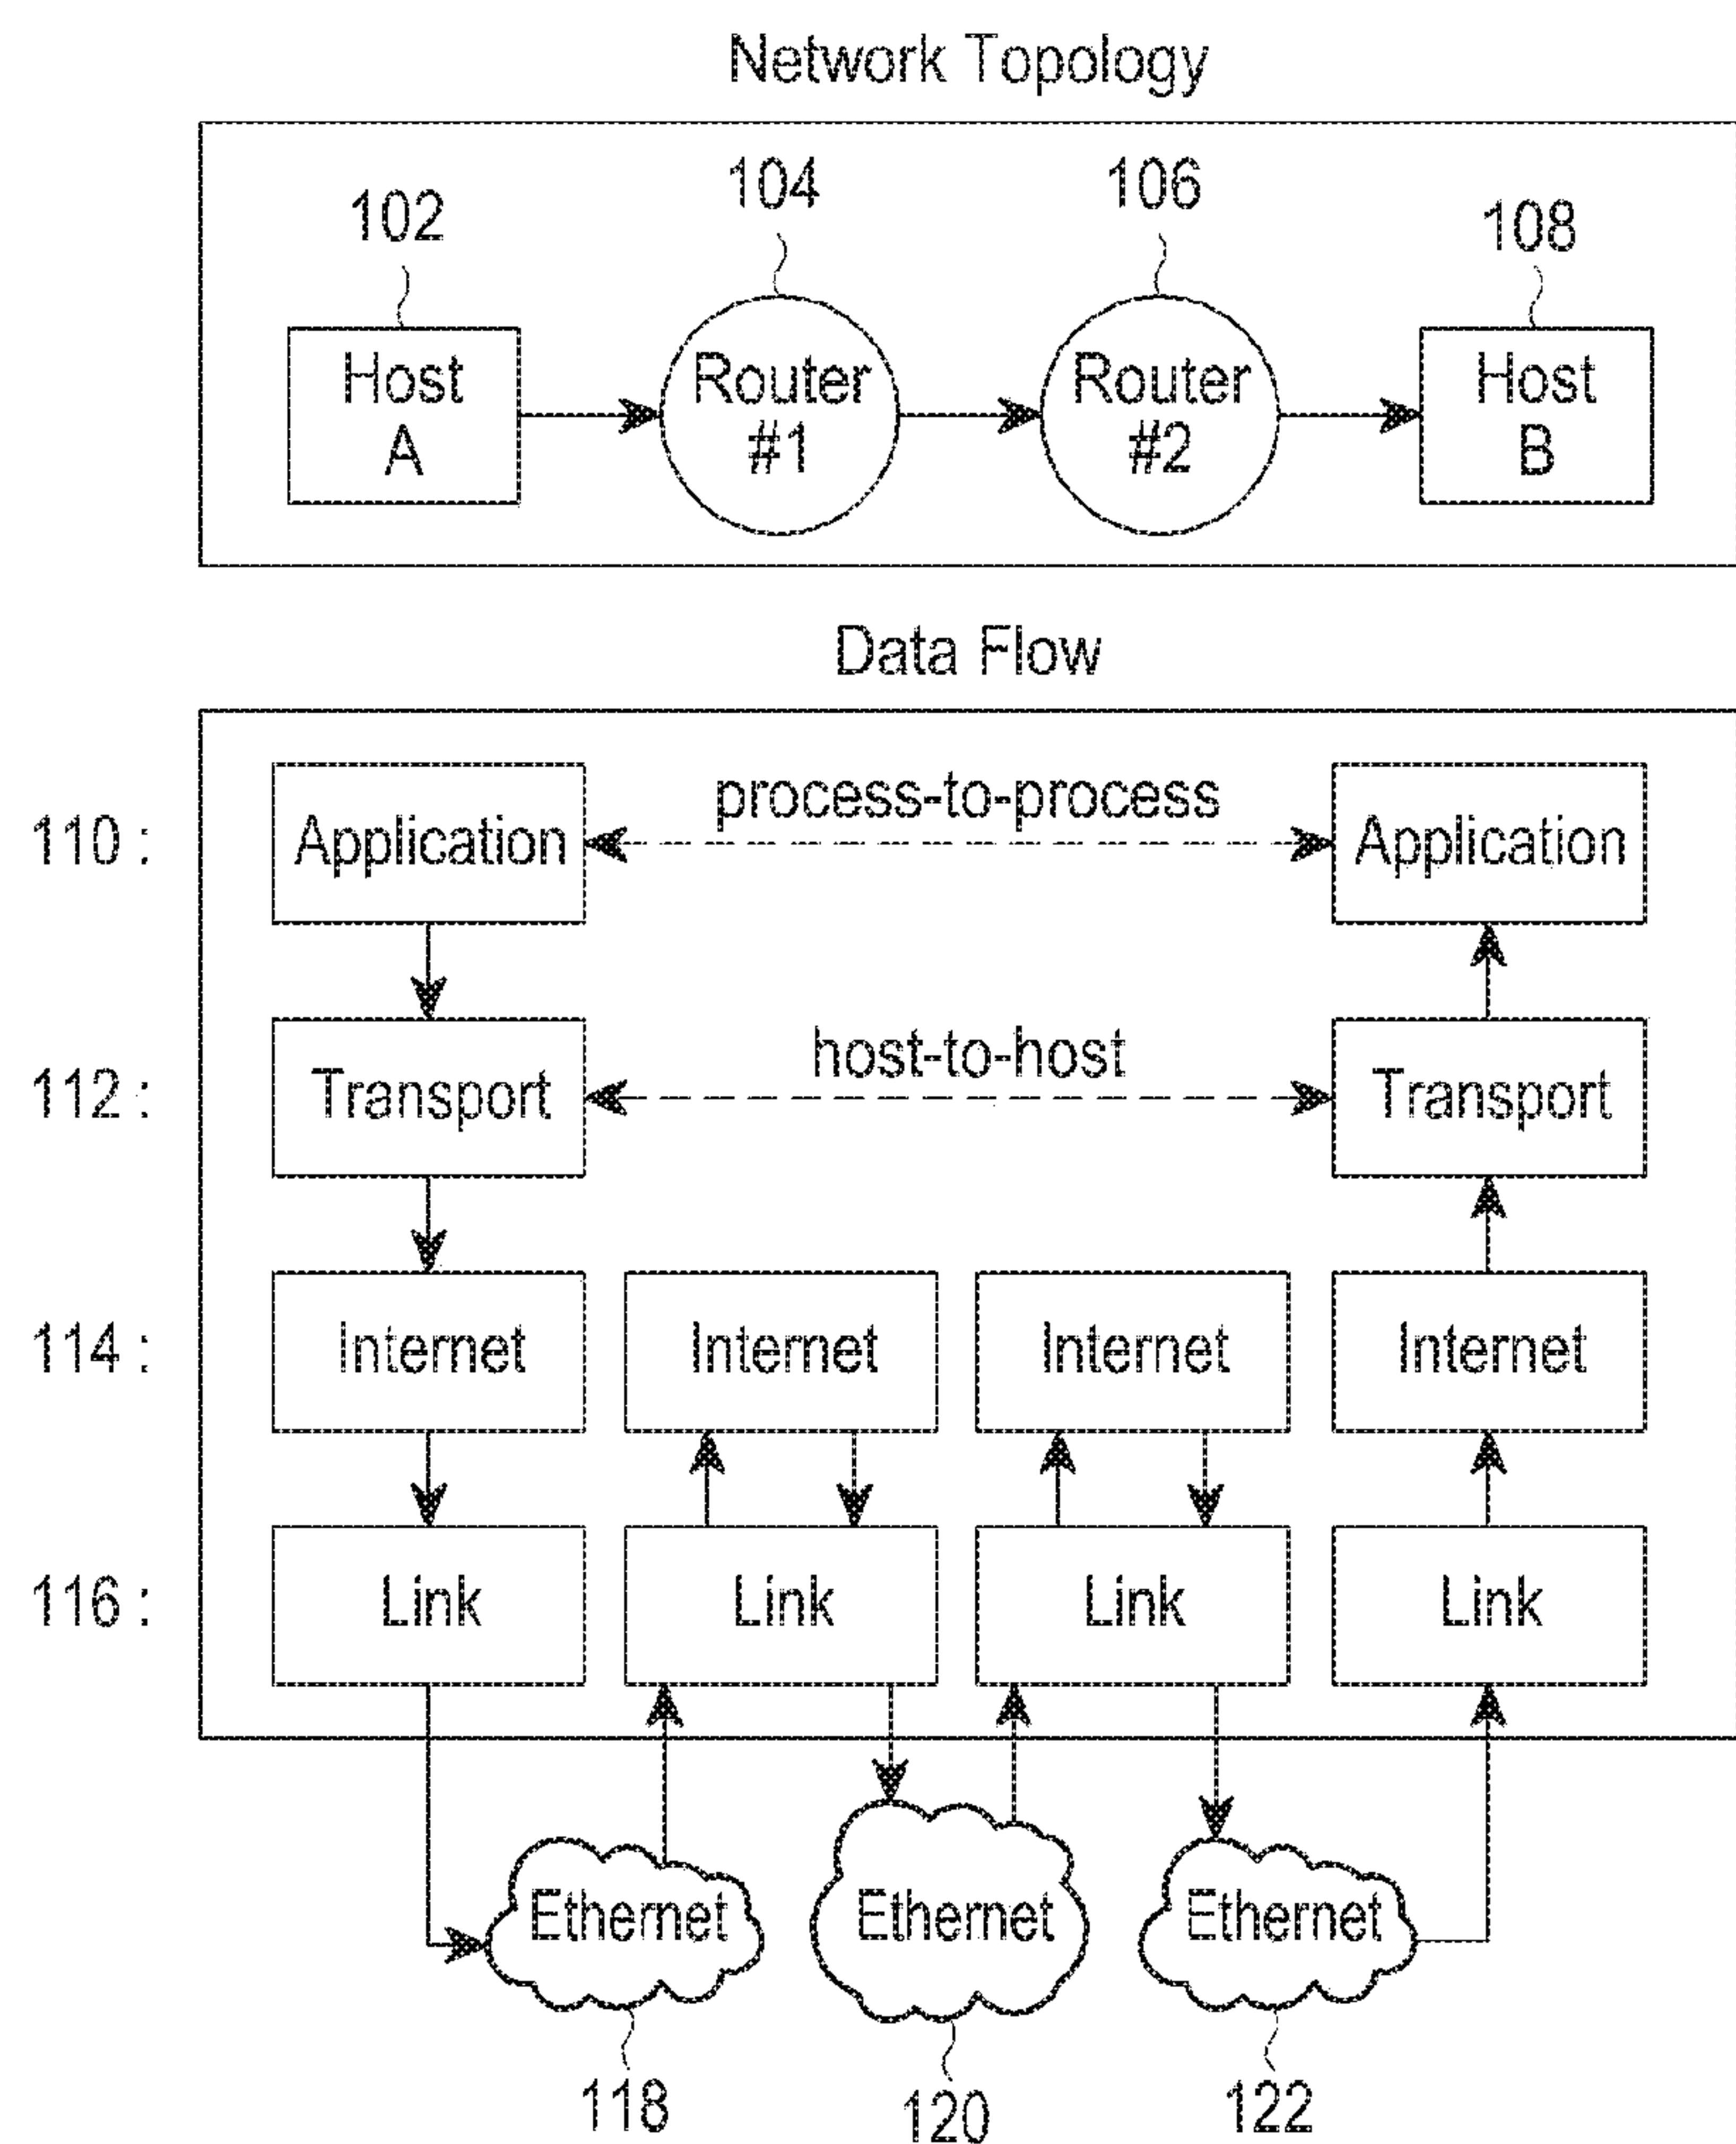 Network Topology
102
104
106
108
Host
A
Router
#1
Router
#2
Host
B
Data Flow
110 :
Application
process-to-process
Application
112 :
Transport
host-to-host
Transport
114 :
Internet
Internet
Internet
Internet
116 :
Link
Link
Link
Link
Ethernet
Ethernet
Ethernet
118
120
122